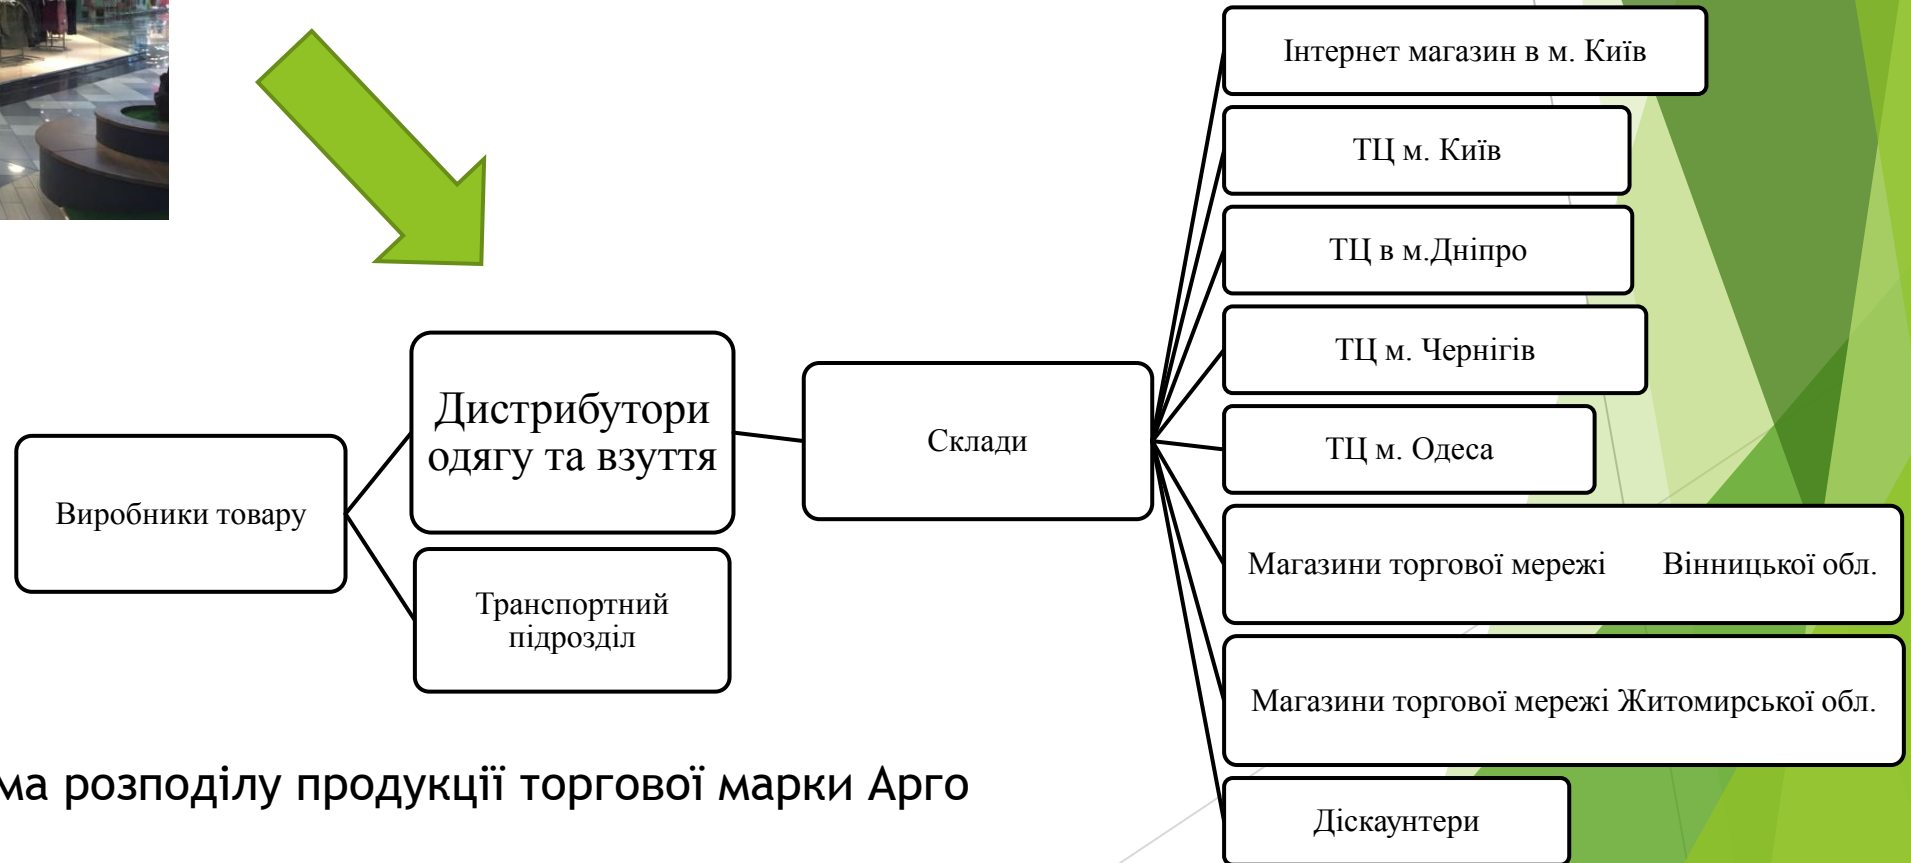 Інтернет магазин в м. Київ
ТЦ м. Київ
ТЦ в м.Дніпро
ТЦ м. Чернігів
ТЦ м. Одеса
Магазини торгової мережі Вінницької обл.
Магазини торгової мережі Житомирської обл.
Діскаунтери
Склади
Дистрибутори
одягу та взуття
Транспортний
підрозділ
Виробники товару
розподілу продукції торгової марки Арго